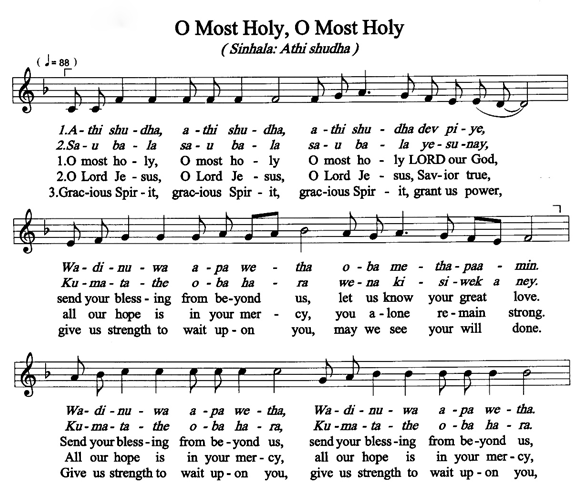 O Most Holy, O Most Holy
( Sinhala: Athi shudha )
( ♩= 88 )
1.A- thi shu - dha, a- thi shu - dha, a - thi shu - dha dev pi - ye,
2.Sa - u ba - la sa - u ba - la sa - u ba - la ye - su -nay,
1.O most ho - ly, O most ho - ly O most ho - ly LORD our God,
2.O Lord Je - sus, O Lord Je - sus, O Lord Je - sus, Sav-ior true,
3.Grac-ious Spir - it, grac-ious Spir - it, grac-ious Spir - it, grant us power,
Wa - di - nu - wa a - pa we - tha o - ba me - tha-paa - min.
Ku - ma - ta - the o - ba ha - ra we - na ki - si -wek a ney.
send your bless - ing from be-yond us, let us know your great love.
all our hope is in your mer - cy, you a - lone re - main strong.
give us strength to wait up - on you, may we see your will done.
Wa - di - nu - wa a - pa we - tha, Wa - di - nu - wa a - pa we - tha.
Ku - ma - ta - the o - ba ha - ra, Ku - ma - ta - the o - ba ha - ra,
Send your bless - ing from be-yond us, send your bless - ing from be-yond us,
All our hope is in your mer - cy, all our hope is in your mer - cy,
Give us strength to wait up - on you, give us strength to wait up - on you,